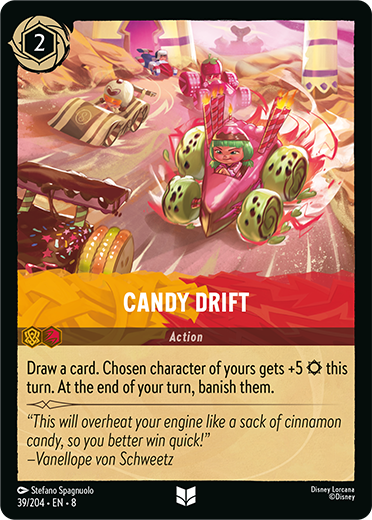 2
CANDY DRIFT
Action
Draw a card. Chosen character of yours gets +5 this
turn. At the end of your turn, banish them.
“This will overheat your engine like a sack of cinnamon
candy, so you better win quick!”
–Vanellope von Schweetz
Stefano Spagnuolo
39/204 • EN • 8
Disney Lorcana
©Disney